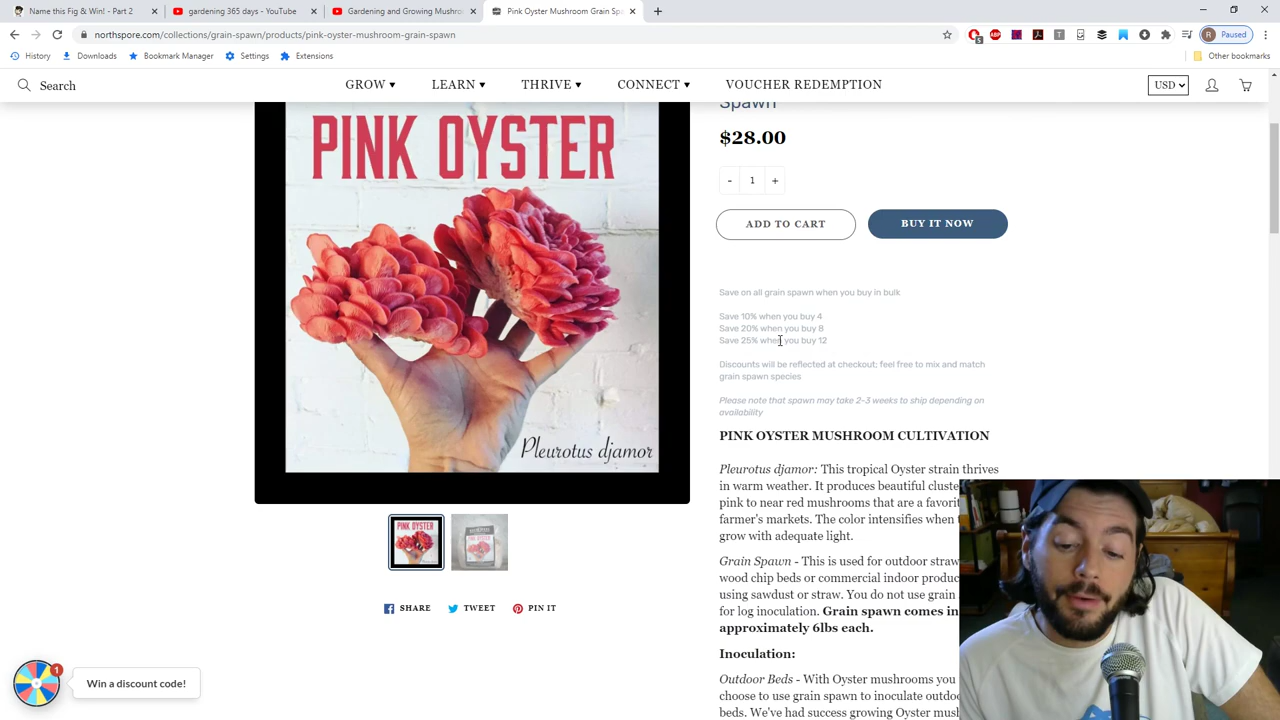 Name this Fig & Win! - Part 2
gardening 365 days - YouTube
Gardening and Growing Mushroo
Pink Oyster Mushroom Grain Spa
northspore.com/collections/grain-spawn/products/pink-oyster-mushroom-grain-spawn
Paused
History
Downloads
Bookmark Manager
Settings
Extensions
Other bookmarks
Search
GROW
LEARN
THRIVE
CONNECT
VOUCHER REDEMPTION
USD
Spawn
$28.00
- 1 +
ADD TO CART
BUY IT NOW
PINK OYSTER
Pleurotus djamor
Save on all grain spawn when you buy in bulk
Save 10% when you buy 4
Save 20% when you buy 8
Save 25% when you buy 12
Discounts will be reflected at checkout; feel free to mix and match
grain spawn species
Please note that spawn may take 2-3 weeks to ship depending on
availability
PINK OYSTER MUSHROOM CULTIVATION
Pleurotus djamor: This tropical Oyster strain thrives
in warm weather. It produces beautiful cluste
pink to near red mushrooms that are a favorit
farmer's markets. The color intensifies when
grow with adequate light.
Grain Spawn - This is used for outdoor straw
wood chip beds or commercial indoor produc
using sawdust or straw. You do not use grain
for log inoculation. Grain spawn comes in
approximately 6lbs each.
Inoculation:
Outdoor Beds - With Oyster mushrooms you
choose to use grain spawn to inoculate outdo
beds. We've had success growing Oyster mush
SHARE
TWEET
PIN IT
1
Win a discount code!